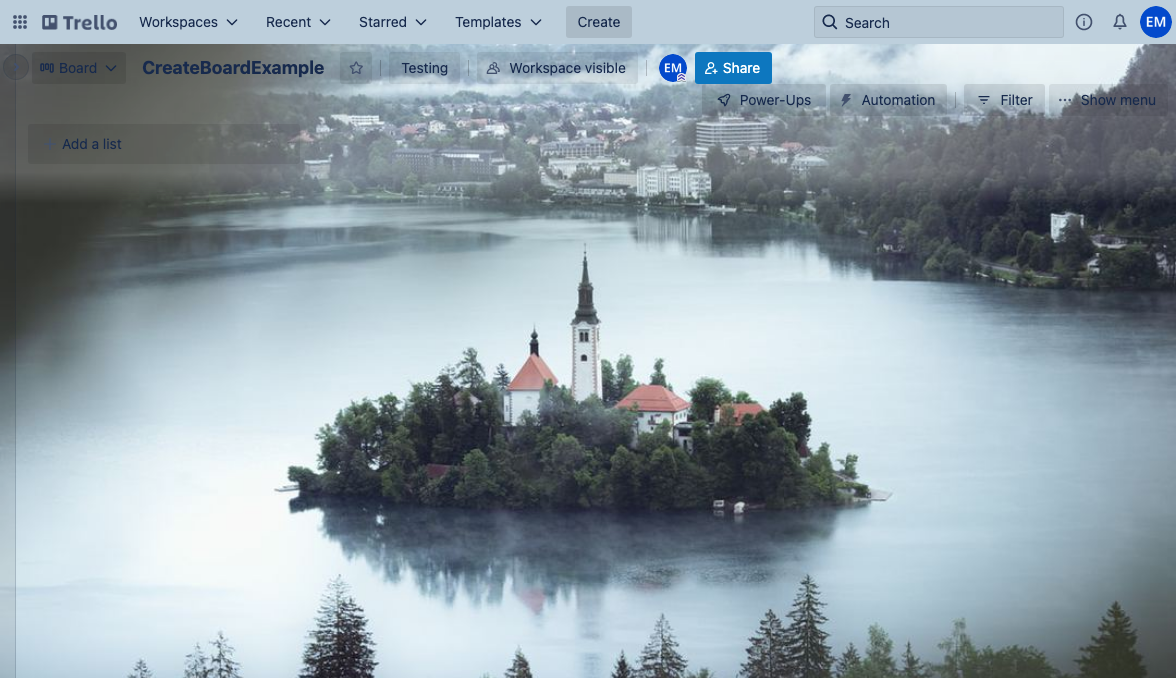 Trello Workspaces Recent Starred Templates Create Search EM
Board CreateBoardExample Testing Workspace visible EM Share
Power-Ups Automation Filter Show menu
Add a list